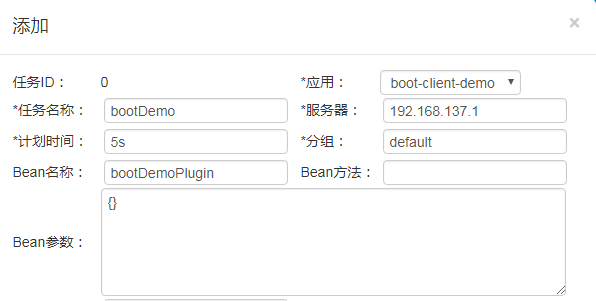 添加 ×
任务ID： 0 *应用： boot-client-demo
*任务名称： bootDemo *服务器： 192.168.137.1
*计划时间： 5s *分组： default
Bean名称： bootDemoPlugin Bean方法：
{}
Bean参数：